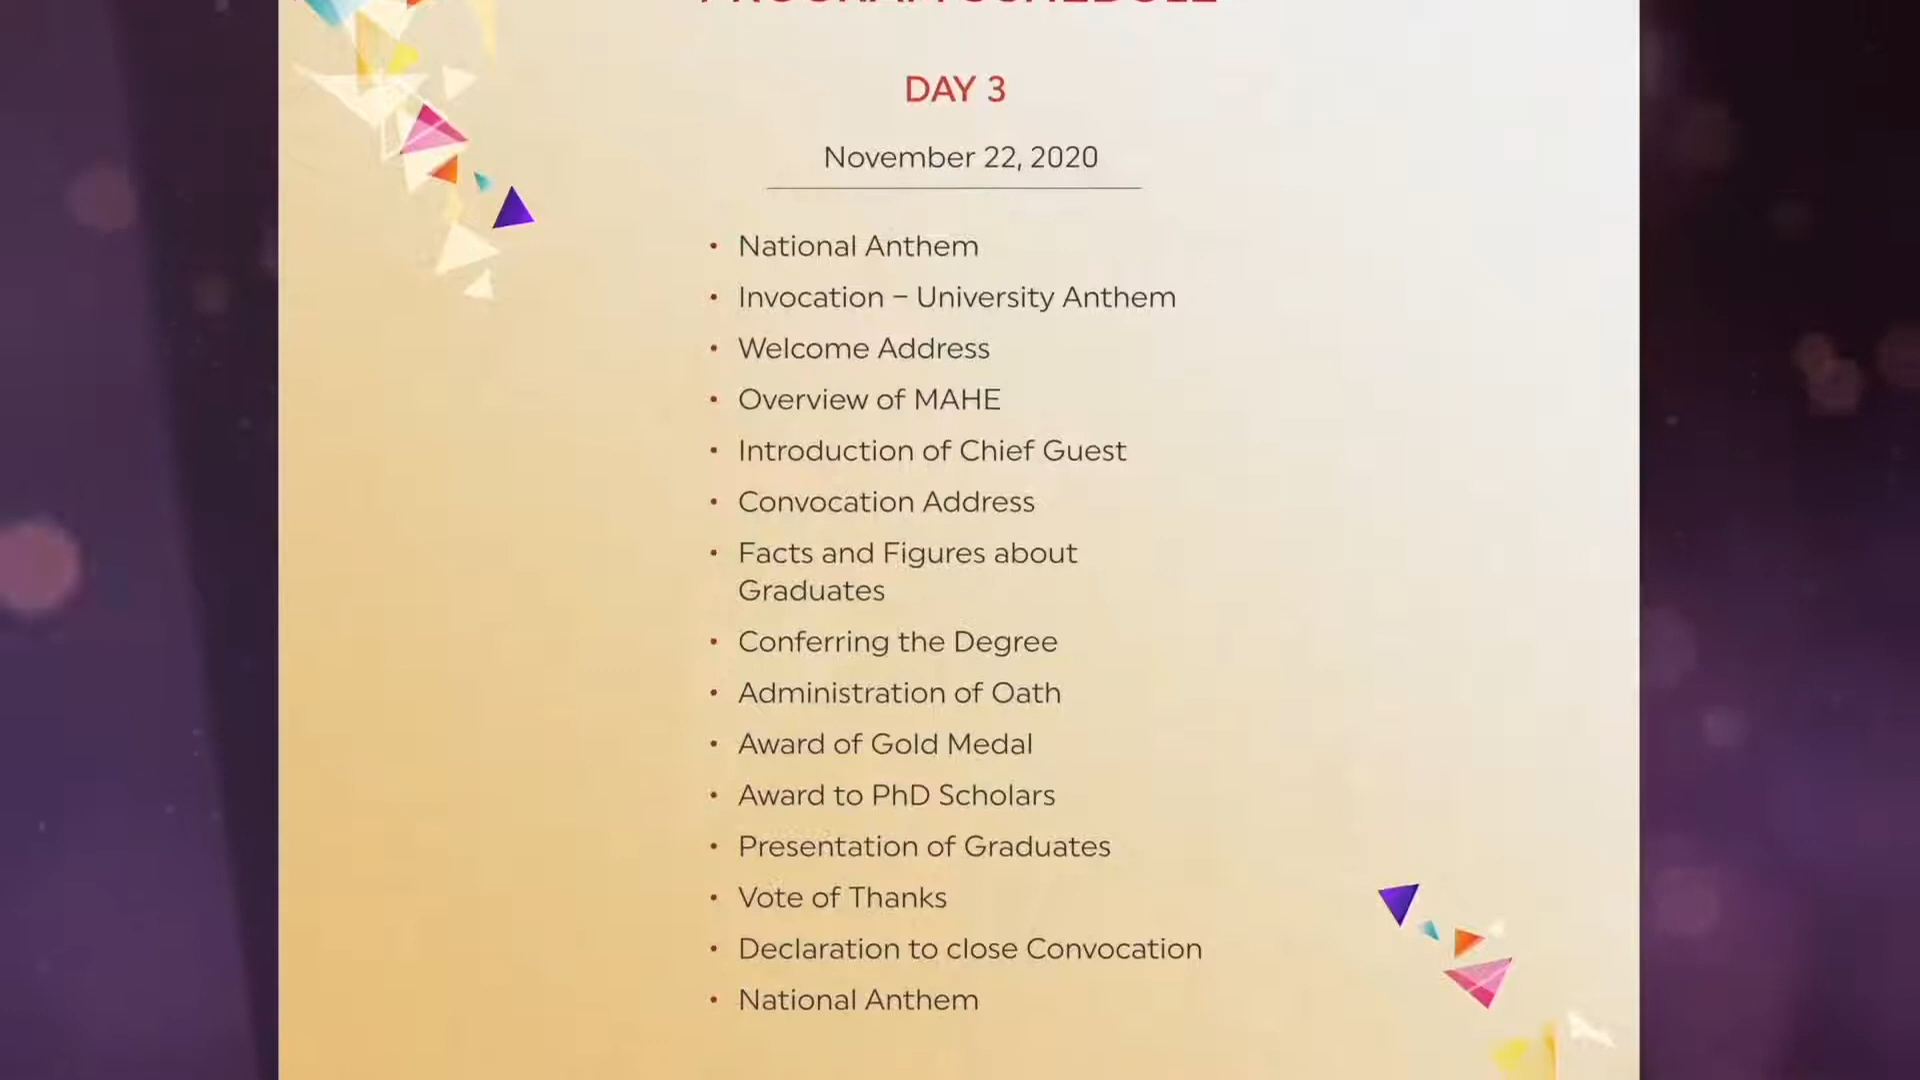 PROGRAM SCHEDULE
DAY 3
November 22, 2020
• National Anthem
• Invocation – University Anthem
• Welcome Address
• Overview of MAHE
• Introduction of Chief Guest
• Convocation Address
• Facts and Figures about
Graduates
• Conferring the Degree
• Administration of Oath
• Award of Gold Medal
• Award to PhD Scholars
• Presentation of Graduates
• Vote of Thanks
• Declaration to close Convocation
• National Anthem